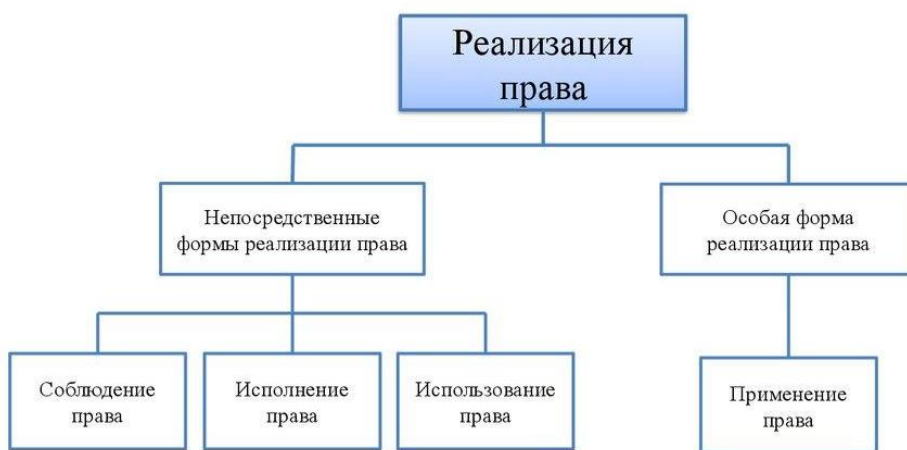 Реализация
права
Непосредственные
формы реализации права
Особая форма
реализации права
Соблюдение
права
Исполнение
права
Использование
права
Применение
права